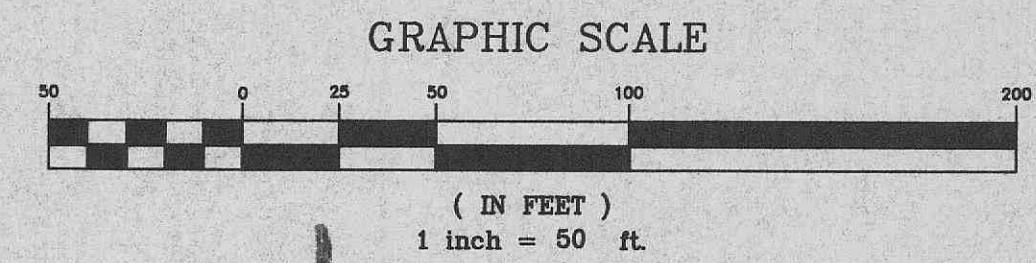 GRAPHIC SCALE
50 0 25 50 100 200
( IN FEET )
1 inch = 50 ft.